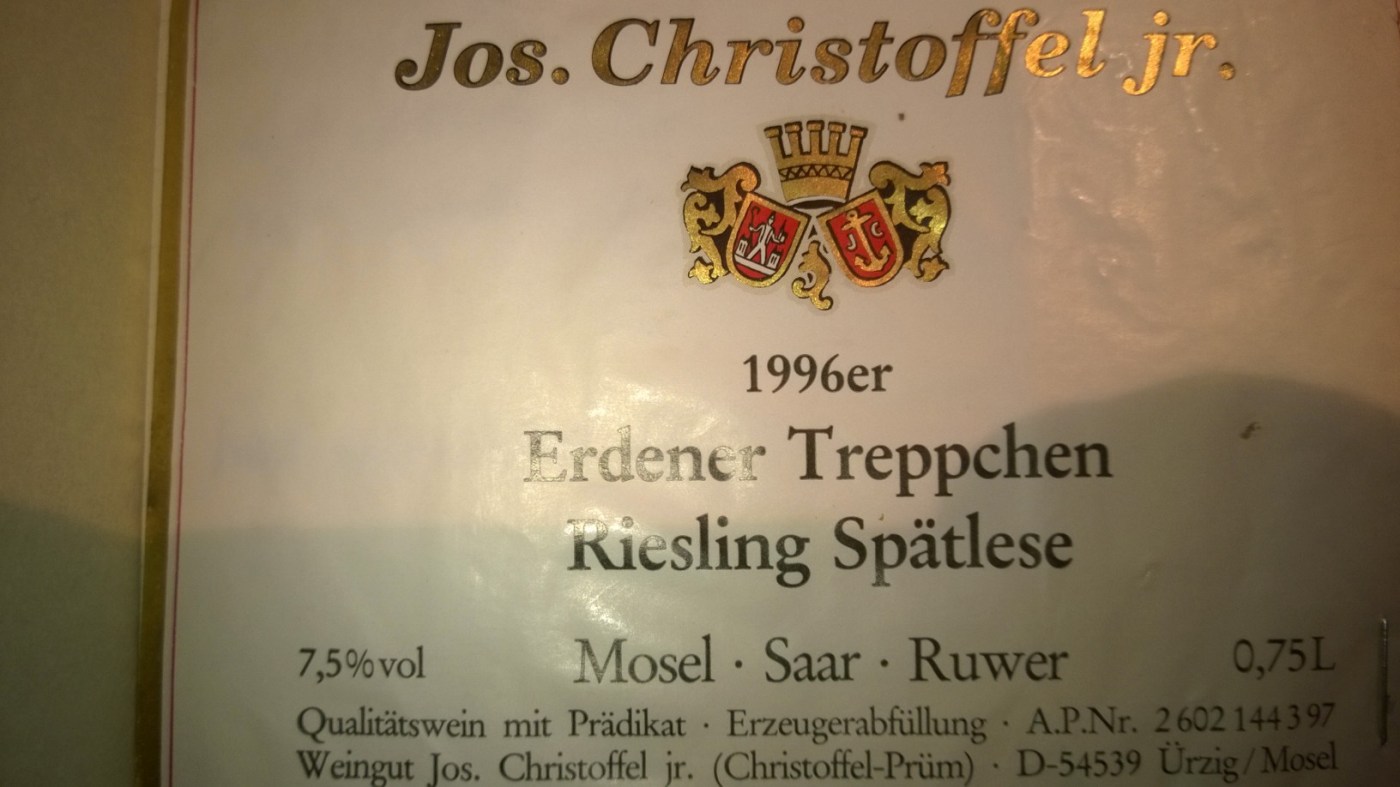 Jos. Christoffel jr.
J C
1996er
Erdener Treppchen
Riesling Spätlese
7,5% vol Mosel · Saar · Ruwer 0,75 L
Qualitätswein mit Prädikat · Erzeugerabfüllung · A.P.Nr. 2 602 144 3 97
Weingut Jos. Christoffel jr. (Christoffel-Prüm) · D-54539 Ürzig/Mosel